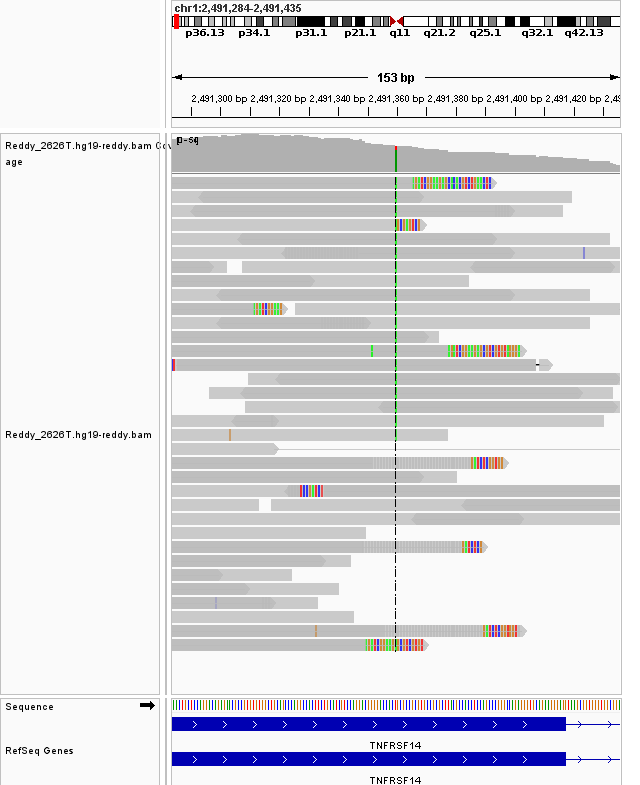 chr1:2,491,284-2,491,435
p36.13 p34.1 p31.1 p21.1 q11 q21.2 q25.1 q32.1 q42.13
153 bp
2,491,300 bp 2,491,320 bp 2,491,340 bp 2,491,360 bp 2,491,380 bp 2,491,400 bp 2,491,420 bp 2,49
Reddy_2626T.hg19-reddy.bam Cov
age
Reddy_2626T.hg19-reddy.bam
Sequence
TNFRSF14
RefSeq Genes
TNFRSF14